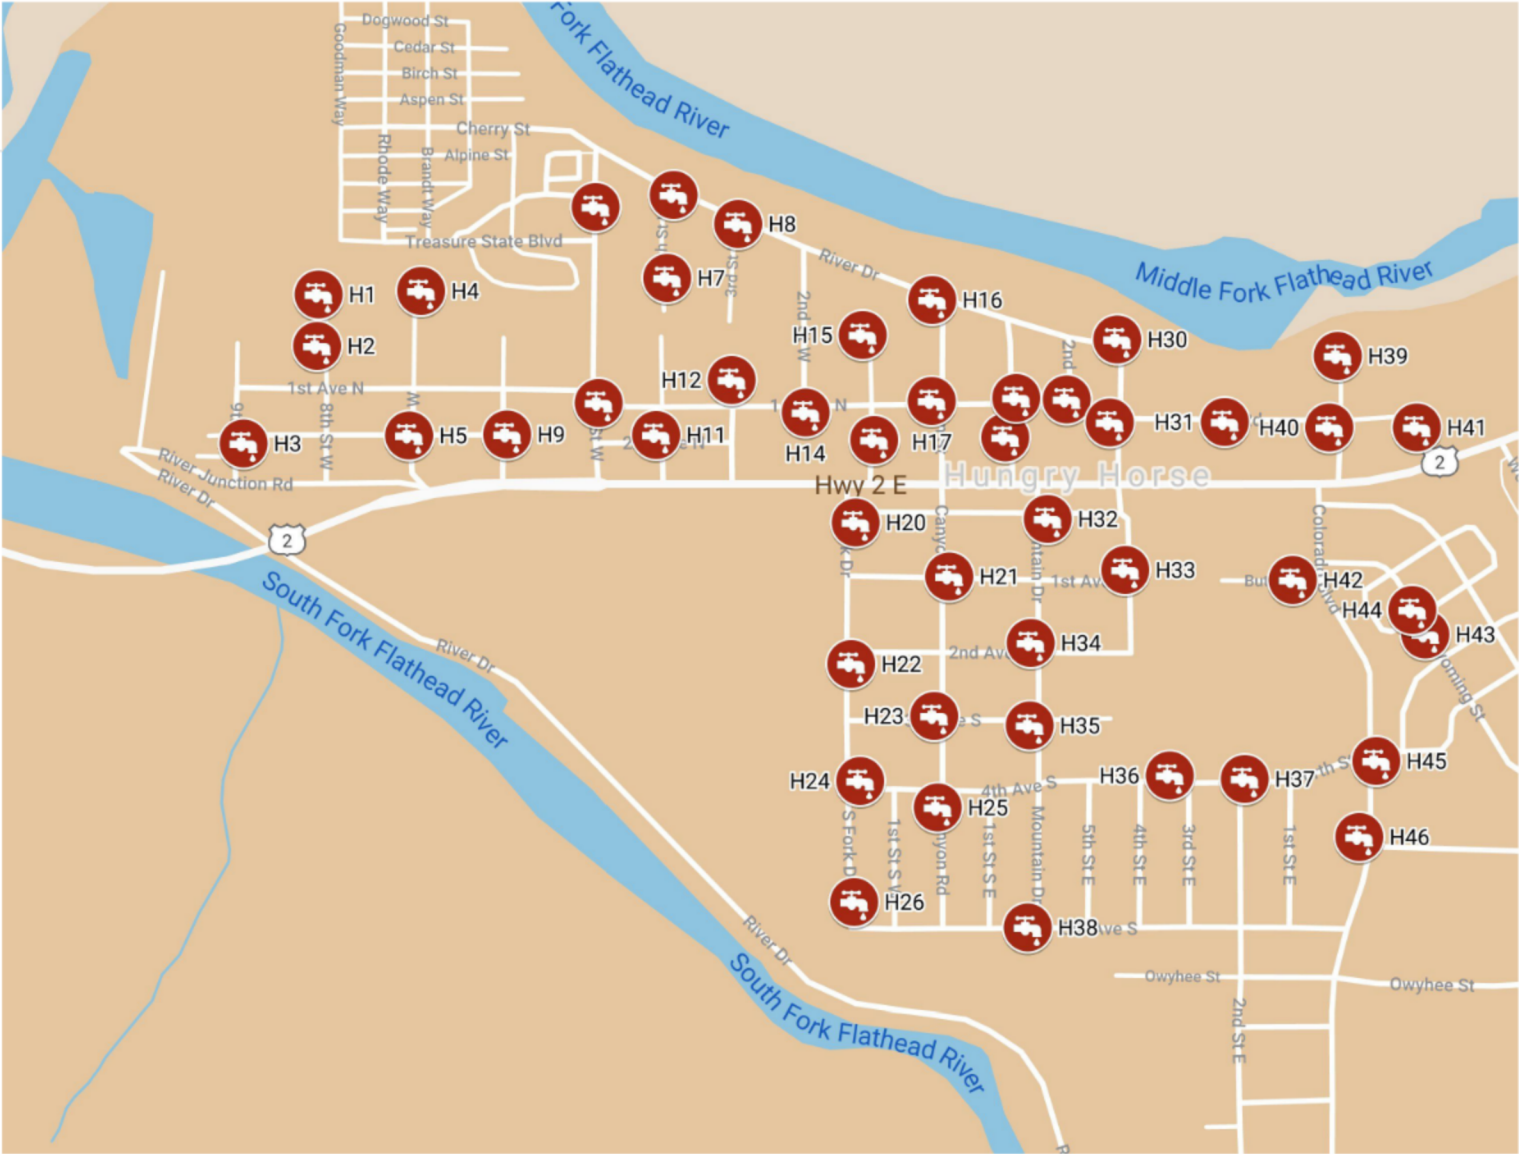 Dogwood St
Cedar St
Birch St
Aspen St
Cherry St
Alpine St
Goodman Way
Rhode Way
Brandt Way
Treasure State Blvd
Fork Flathead River
Middle Fork Flathead River
River Dr
H8
H7
H1
H4
H2
H16
H15
H30
H39
H12
1st Ave N
8th St W
H3
H5
H9
H11
H14
H17
H31
H40
H41
2
River Junction Rd
River Dr
Hwy 2 E
Hungry Horse
2
H20
H32
H21
1st Ave
H33
H42
H44
H43
South Fork Flathead River
River Dr
H22
2nd Ave
H34
H23
H35
H24
4th Ave S
H36
H37
H45
H25
H46
S Fork D
1st St S
1st St S E
Mountain Dr
5th St E
4th St E
3rd St E
1st St E
H26
H38
Ave S
River Dr
Owyhee St
Owyhee St
2nd St E
South Fork Flathead River